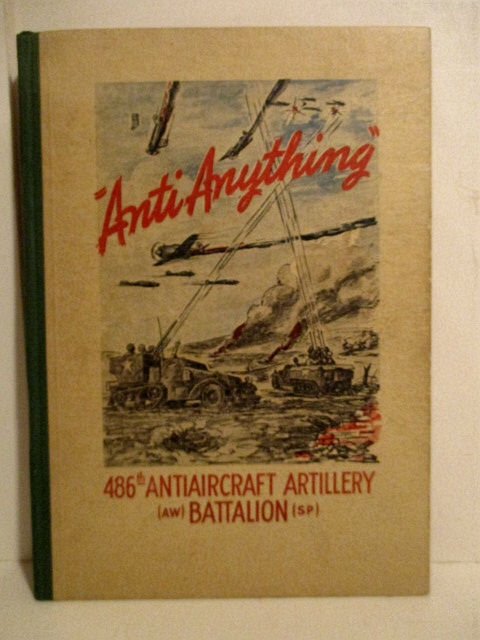 "Anti Anything"
486th ANTIAIRCRAFT ARTILLERY
(AW) BATTALION (SP)